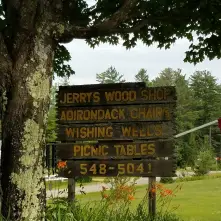 JERRYS WOOD SHOP
ADIRONDACK CHAIRS
WISHING WELLS
PICNIC TABLES
548-5041